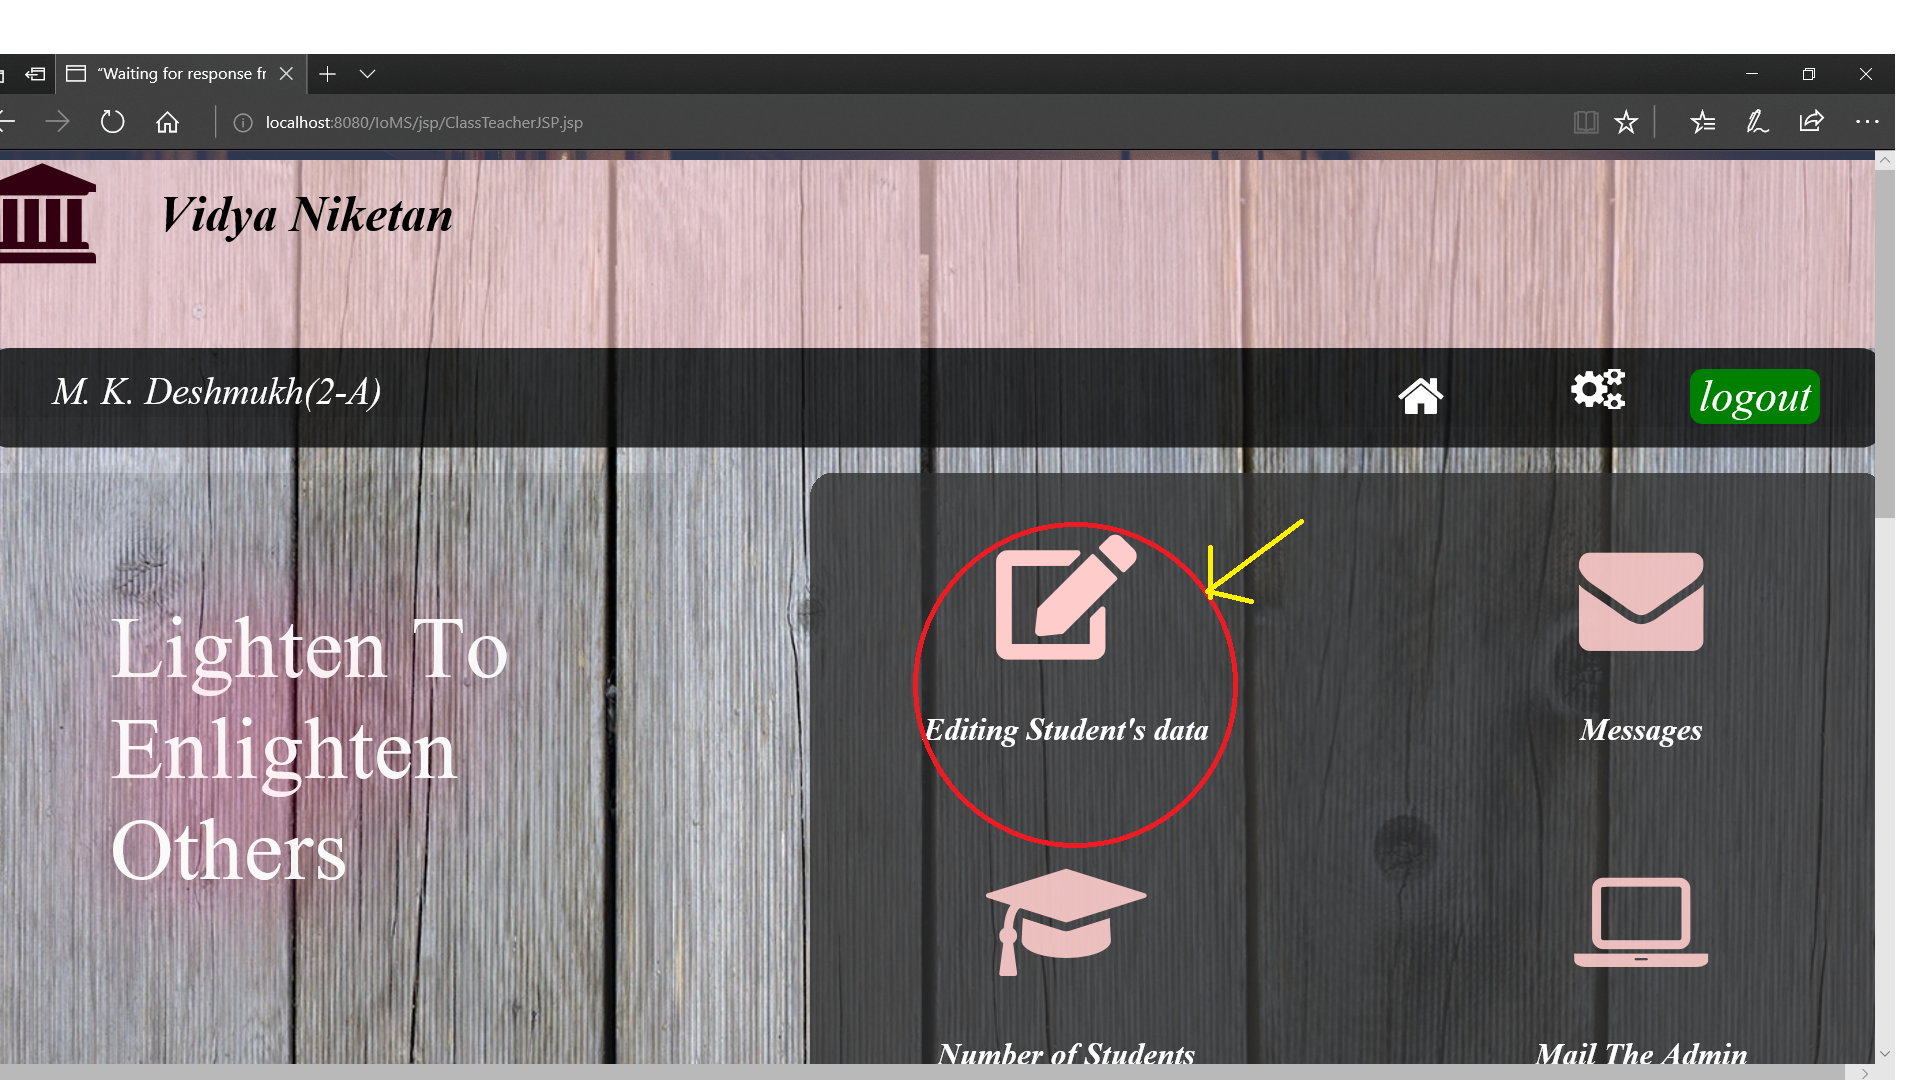 “Waiting for response fr
localhost:8080/IoMS/jsp/ClassTeacherJSP.jsp
Vidya Niketan
M. K. Deshmukh(2-A)
logout
Lighten To
Enlighten
Others
Editing Student's data
Messages
Number of Students
Mail The Admin